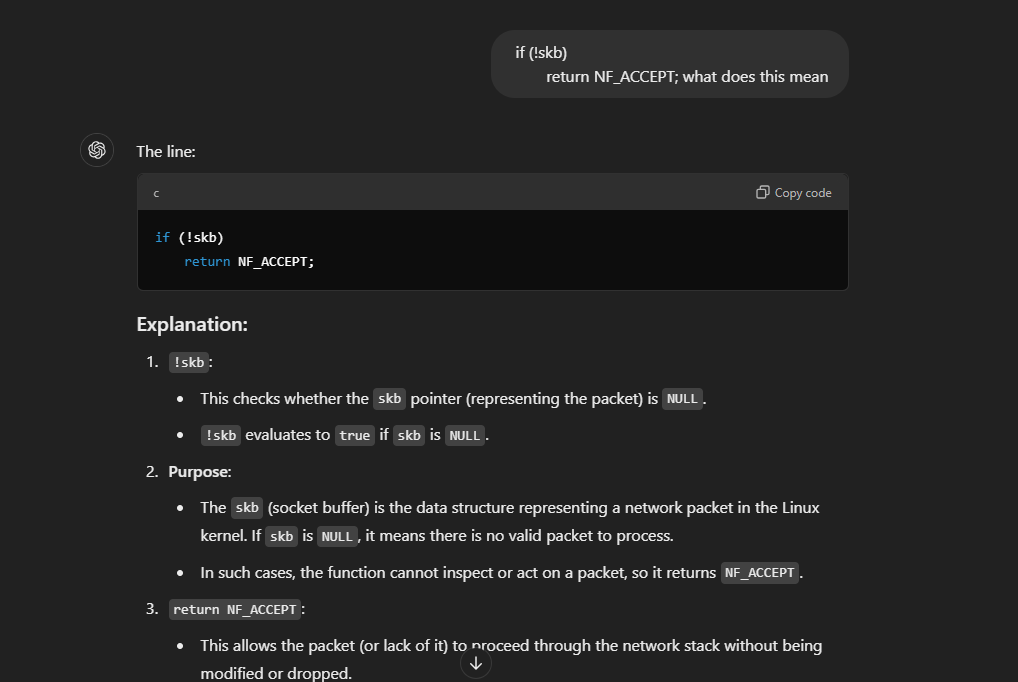 if (!skb)
return NF_ACCEPT; what does this mean
The line:
c
Copy code
if (!skb)
return NF_ACCEPT;
Explanation:
1. !skb:
• This checks whether the skb pointer (representing the packet) is NULL.
• !skb evaluates to true if skb is NULL.
2. Purpose:
• The skb (socket buffer) is the data structure representing a network packet in the Linux
kernel. If skb is NULL, it means there is no valid packet to process.
• In such cases, the function cannot inspect or act on a packet, so it returns NF_ACCEPT.
3. return NF_ACCEPT:
• This allows the packet (or lack of it) to proceed through the network stack without being
modified or dropped.